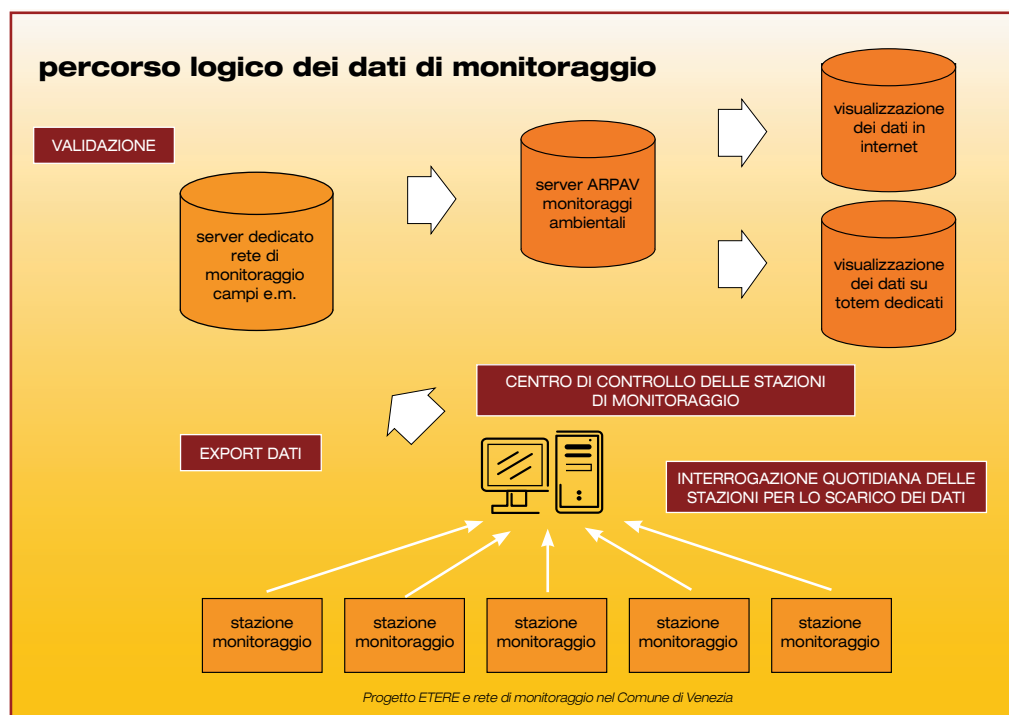 percorso logico dei dati di monitoraggio
VALIDAZIONE
server dedicato
rete di
monitoraggio
campi e.m.
server ARPAV
monitoraggi
ambientali
visualizzazione
dei dati in
internet
visualizzazione
dei dati su
totem dedicati
CENTRO DI CONTROLLO DELLE STAZIONI
DI MONITORAGGIO
EXPORT DATI
INTERROGAZIONE QUOTIDIANA DELLE
STAZIONI PER LO SCARICO DEI DATI
stazione
monitoraggio
stazione
monitoraggio
stazione
monitoraggio
stazione
monitoraggio
stazione
monitoraggio
Progetto ETERE e rete di monitoraggio nel Comune di Venezia